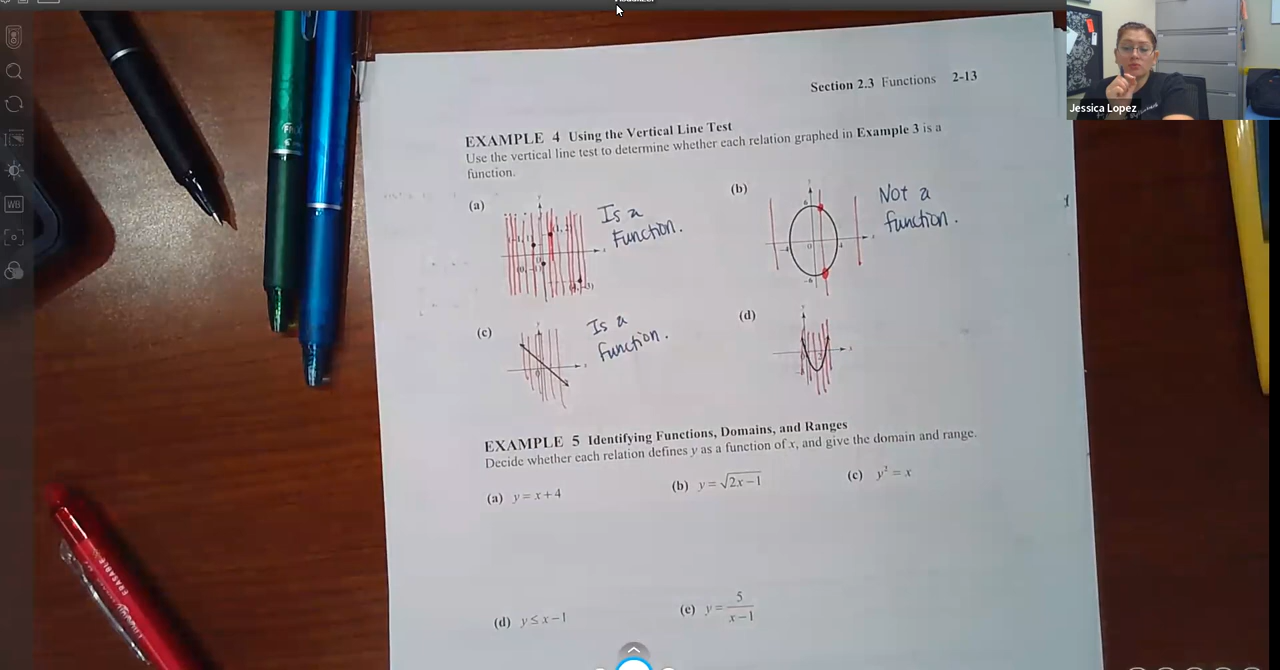 Jessica Lopez
Section 2.3 Functions 2-13
EXAMPLE 4 Using the Vertical Line Test
Use the vertical line test to determine whether each relation graphed in Example 3 is a
function.
(a)
Is a
Function.
(b)
Not a
function.
(c)
Is a
function.
(d)
EXAMPLE 5 Identifying Functions, Domains, and Ranges
Decide whether each relation defines y as a function of x, and give the domain and range.
(a) y = x + 4
(b) y = √2x−1
(c) y² = x
(d) y ≤ x − 1
(e) y = 5
x−1
WB
ERASABLE